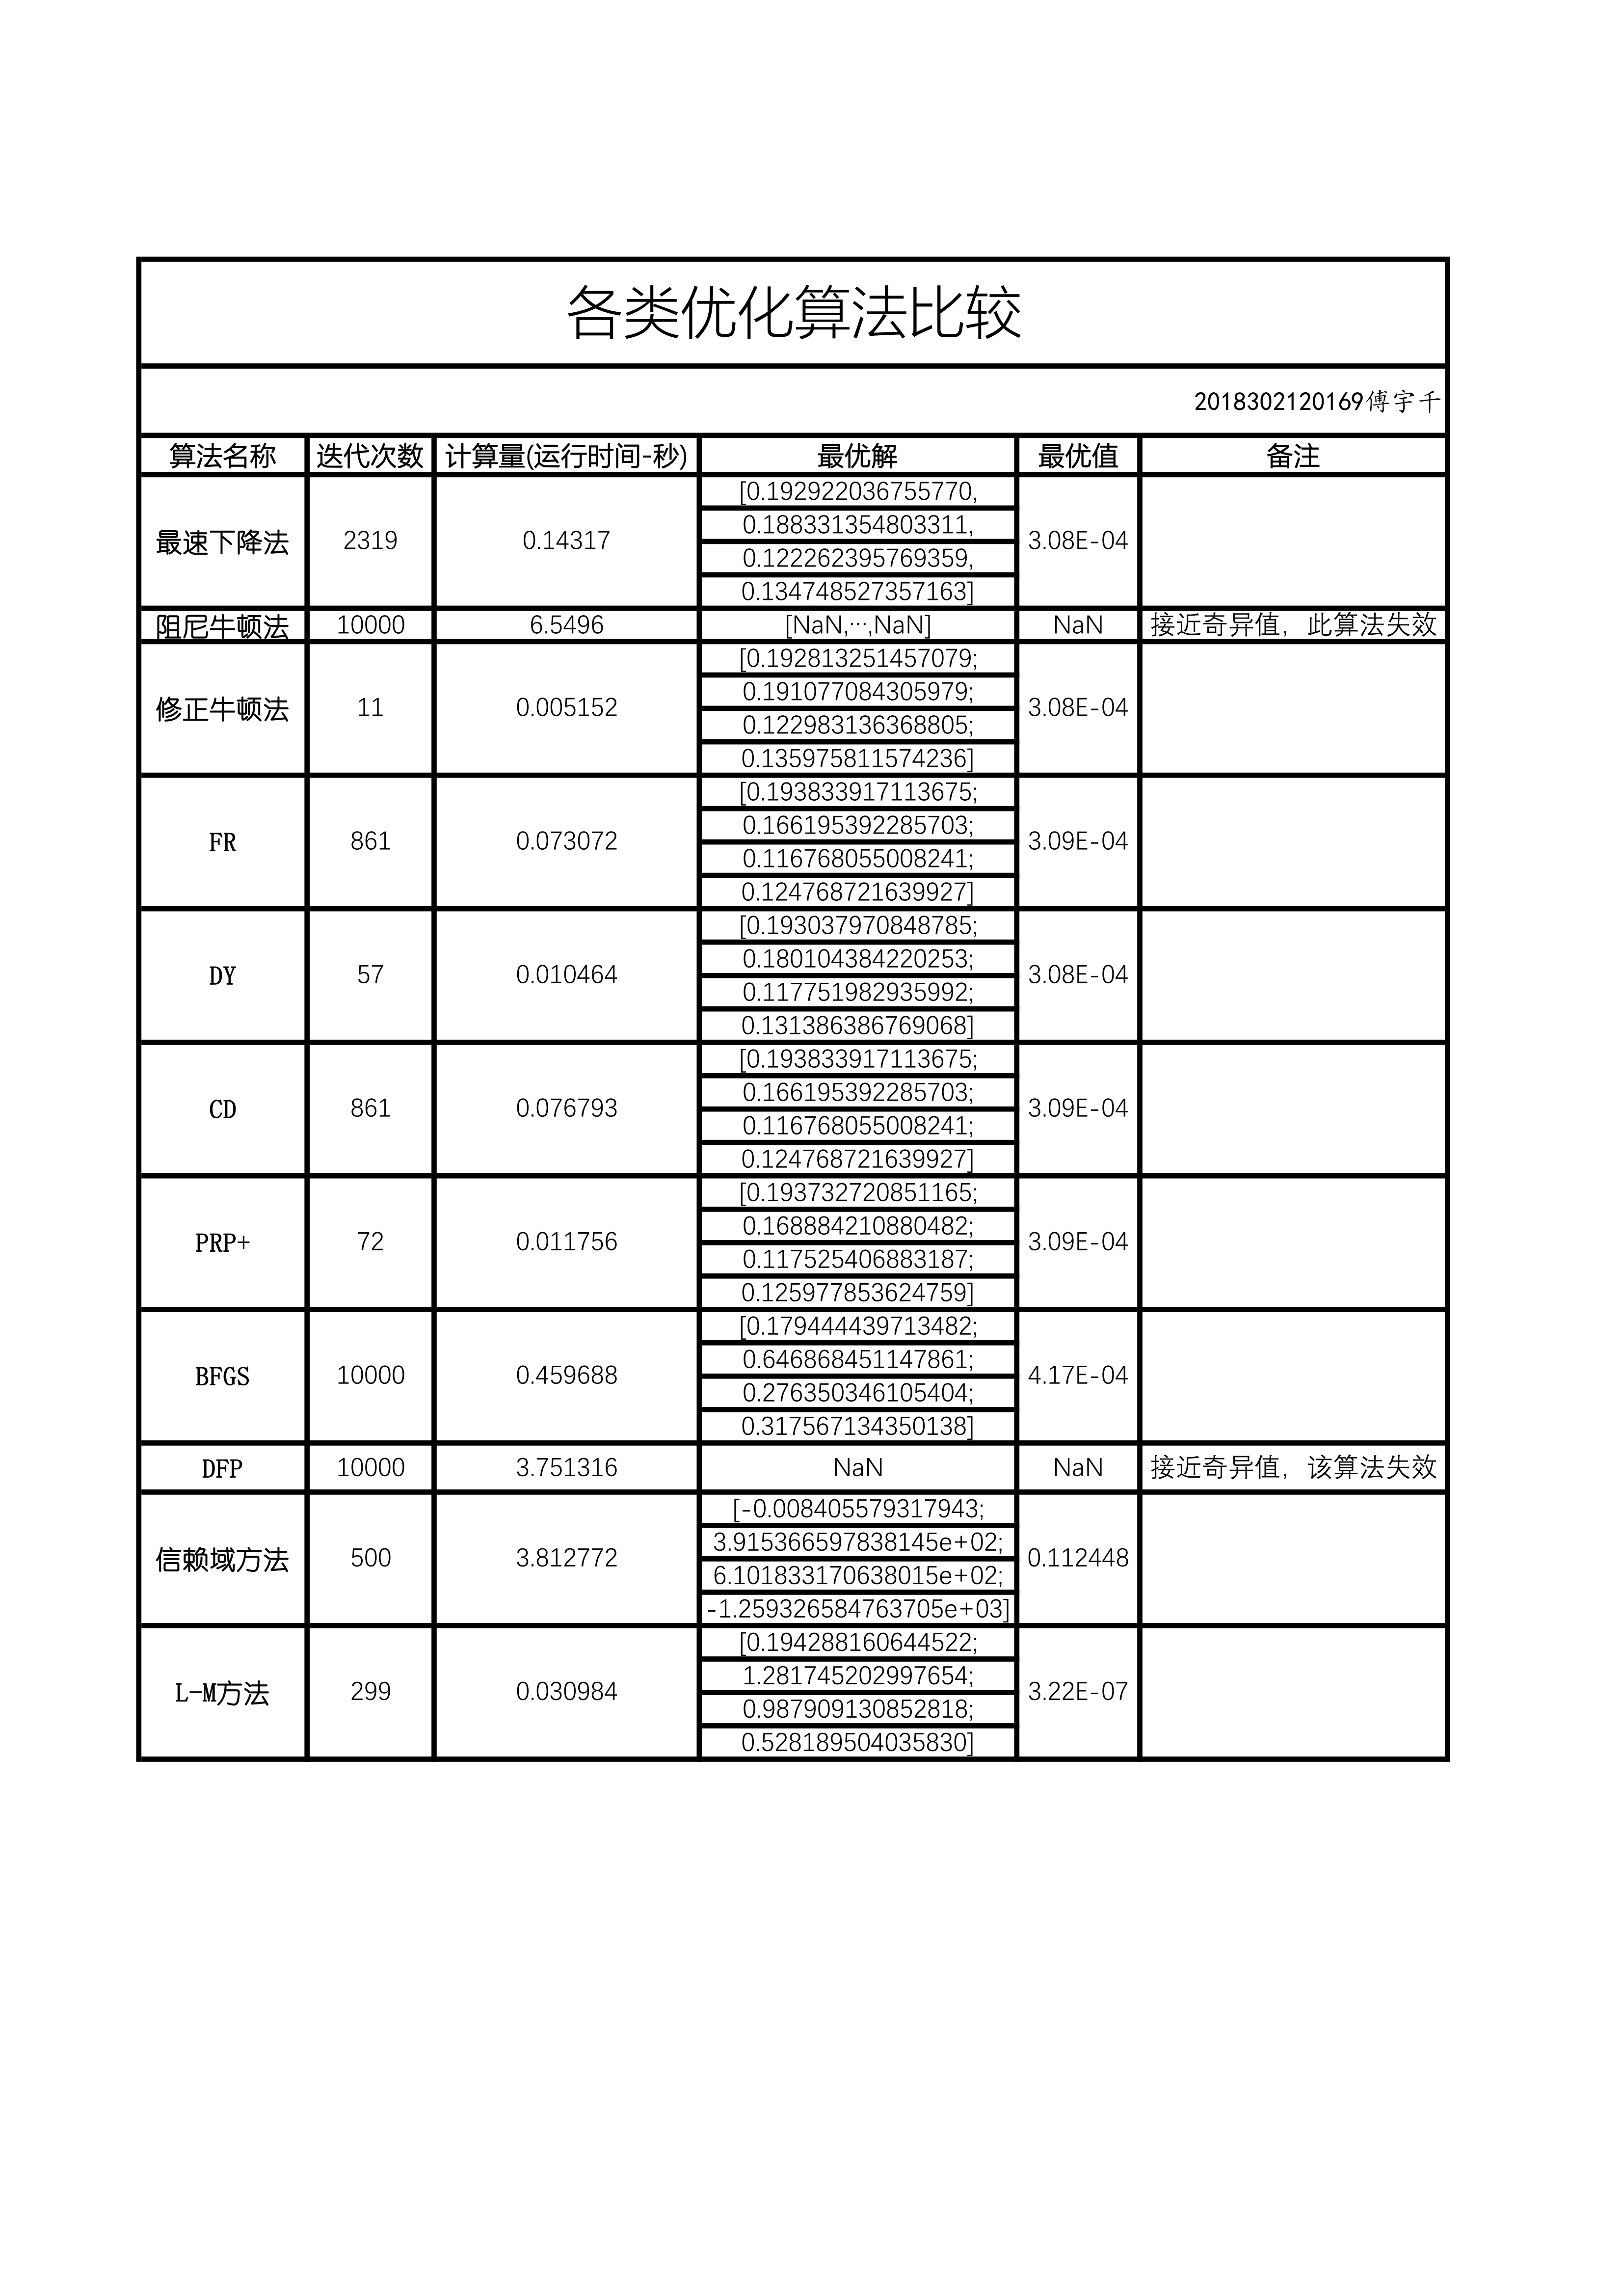 各类优化算法比较
2018302120169傅宇千
算法名称 迭代次数 计算量(运行时间-秒) 最优解 最优值 备注
最速下降法 2319 0.14317 [0.192922036755770, 3.08E-04
0.188331354803311,
0.122262395769359,
0.134748527357163]
阻尼牛顿法 10000 6.5496 [NaN,…,NaN] NaN 接近奇异值，此算法失效
修正牛顿法 11 0.005152 [0.192813251457079; 3.08E-04
0.191077084305979;
0.122983136368805;
0.135975811574236]
FR 861 0.073072 [0.193833917113675; 3.09E-04
0.166195392285703;
0.116768055008241;
0.124768721639927]
DY 57 0.010464 [0.193037970848785; 3.08E-04
0.180104384220253;
0.117751982935992;
0.131386386769068]
CD 861 0.076793 [0.193833917113675; 3.09E-04
0.166195392285703;
0.116768055008241;
0.124768721639927]
PRP+ 72 0.011756 [0.193732720851165; 3.09E-04
0.168884210880482;
0.117525406883187;
0.125977853624759]
BFGS 10000 0.459688 [0.179444439713482; 4.17E-04
0.646868451147861;
0.276350346105404;
0.317567134350138]
DFP 10000 3.751316 NaN NaN 接近奇异值，该算法失效
信赖域方法 500 3.812772 [-0.008405579317943; 0.112448
3.915366597838145e+02;
6.101833170638015e+02;
-1.259326584763705e+03]
L-M方法 299 0.030984 [0.194288160644522; 3.22E-07
1.281745202997654;
0.987909130852818;
0.528189504035830]